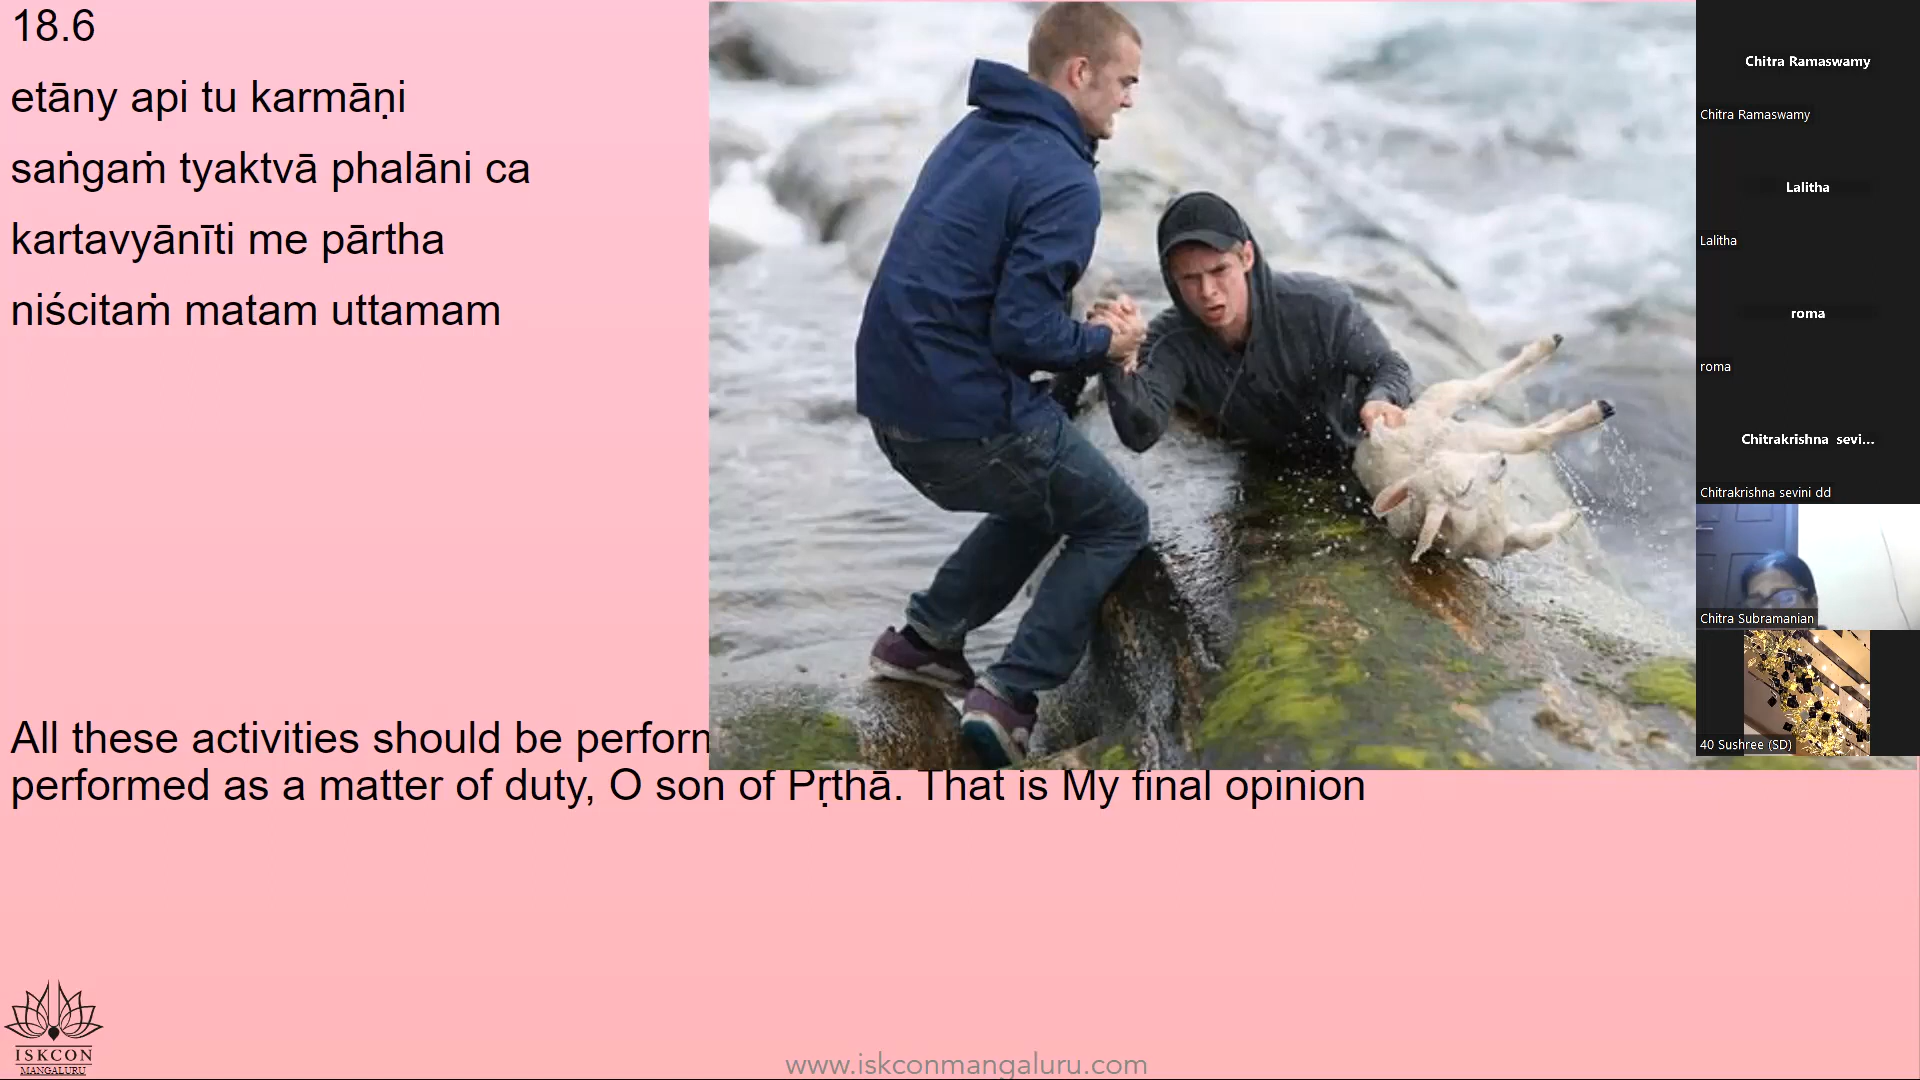 18.6
etāny api tu karmāṇi
saṅgaṁ tyaktvā phalāni ca
kartavyānīti me pārtha
niścitaṁ matam uttamam
All these activities should be perform
performed as a matter of duty, O son of Pṛthā. That is My final opinion
ISKCON
MANGALURU
www.iskconmangaluru.com
Chitra Ramaswamy
Chitra Ramaswamy
Lalitha
Lalitha
roma
roma
Chitrakrishna sevi...
Chitrakrishna sevini dd
Chitra Subramanian
40 Sushree (SD)